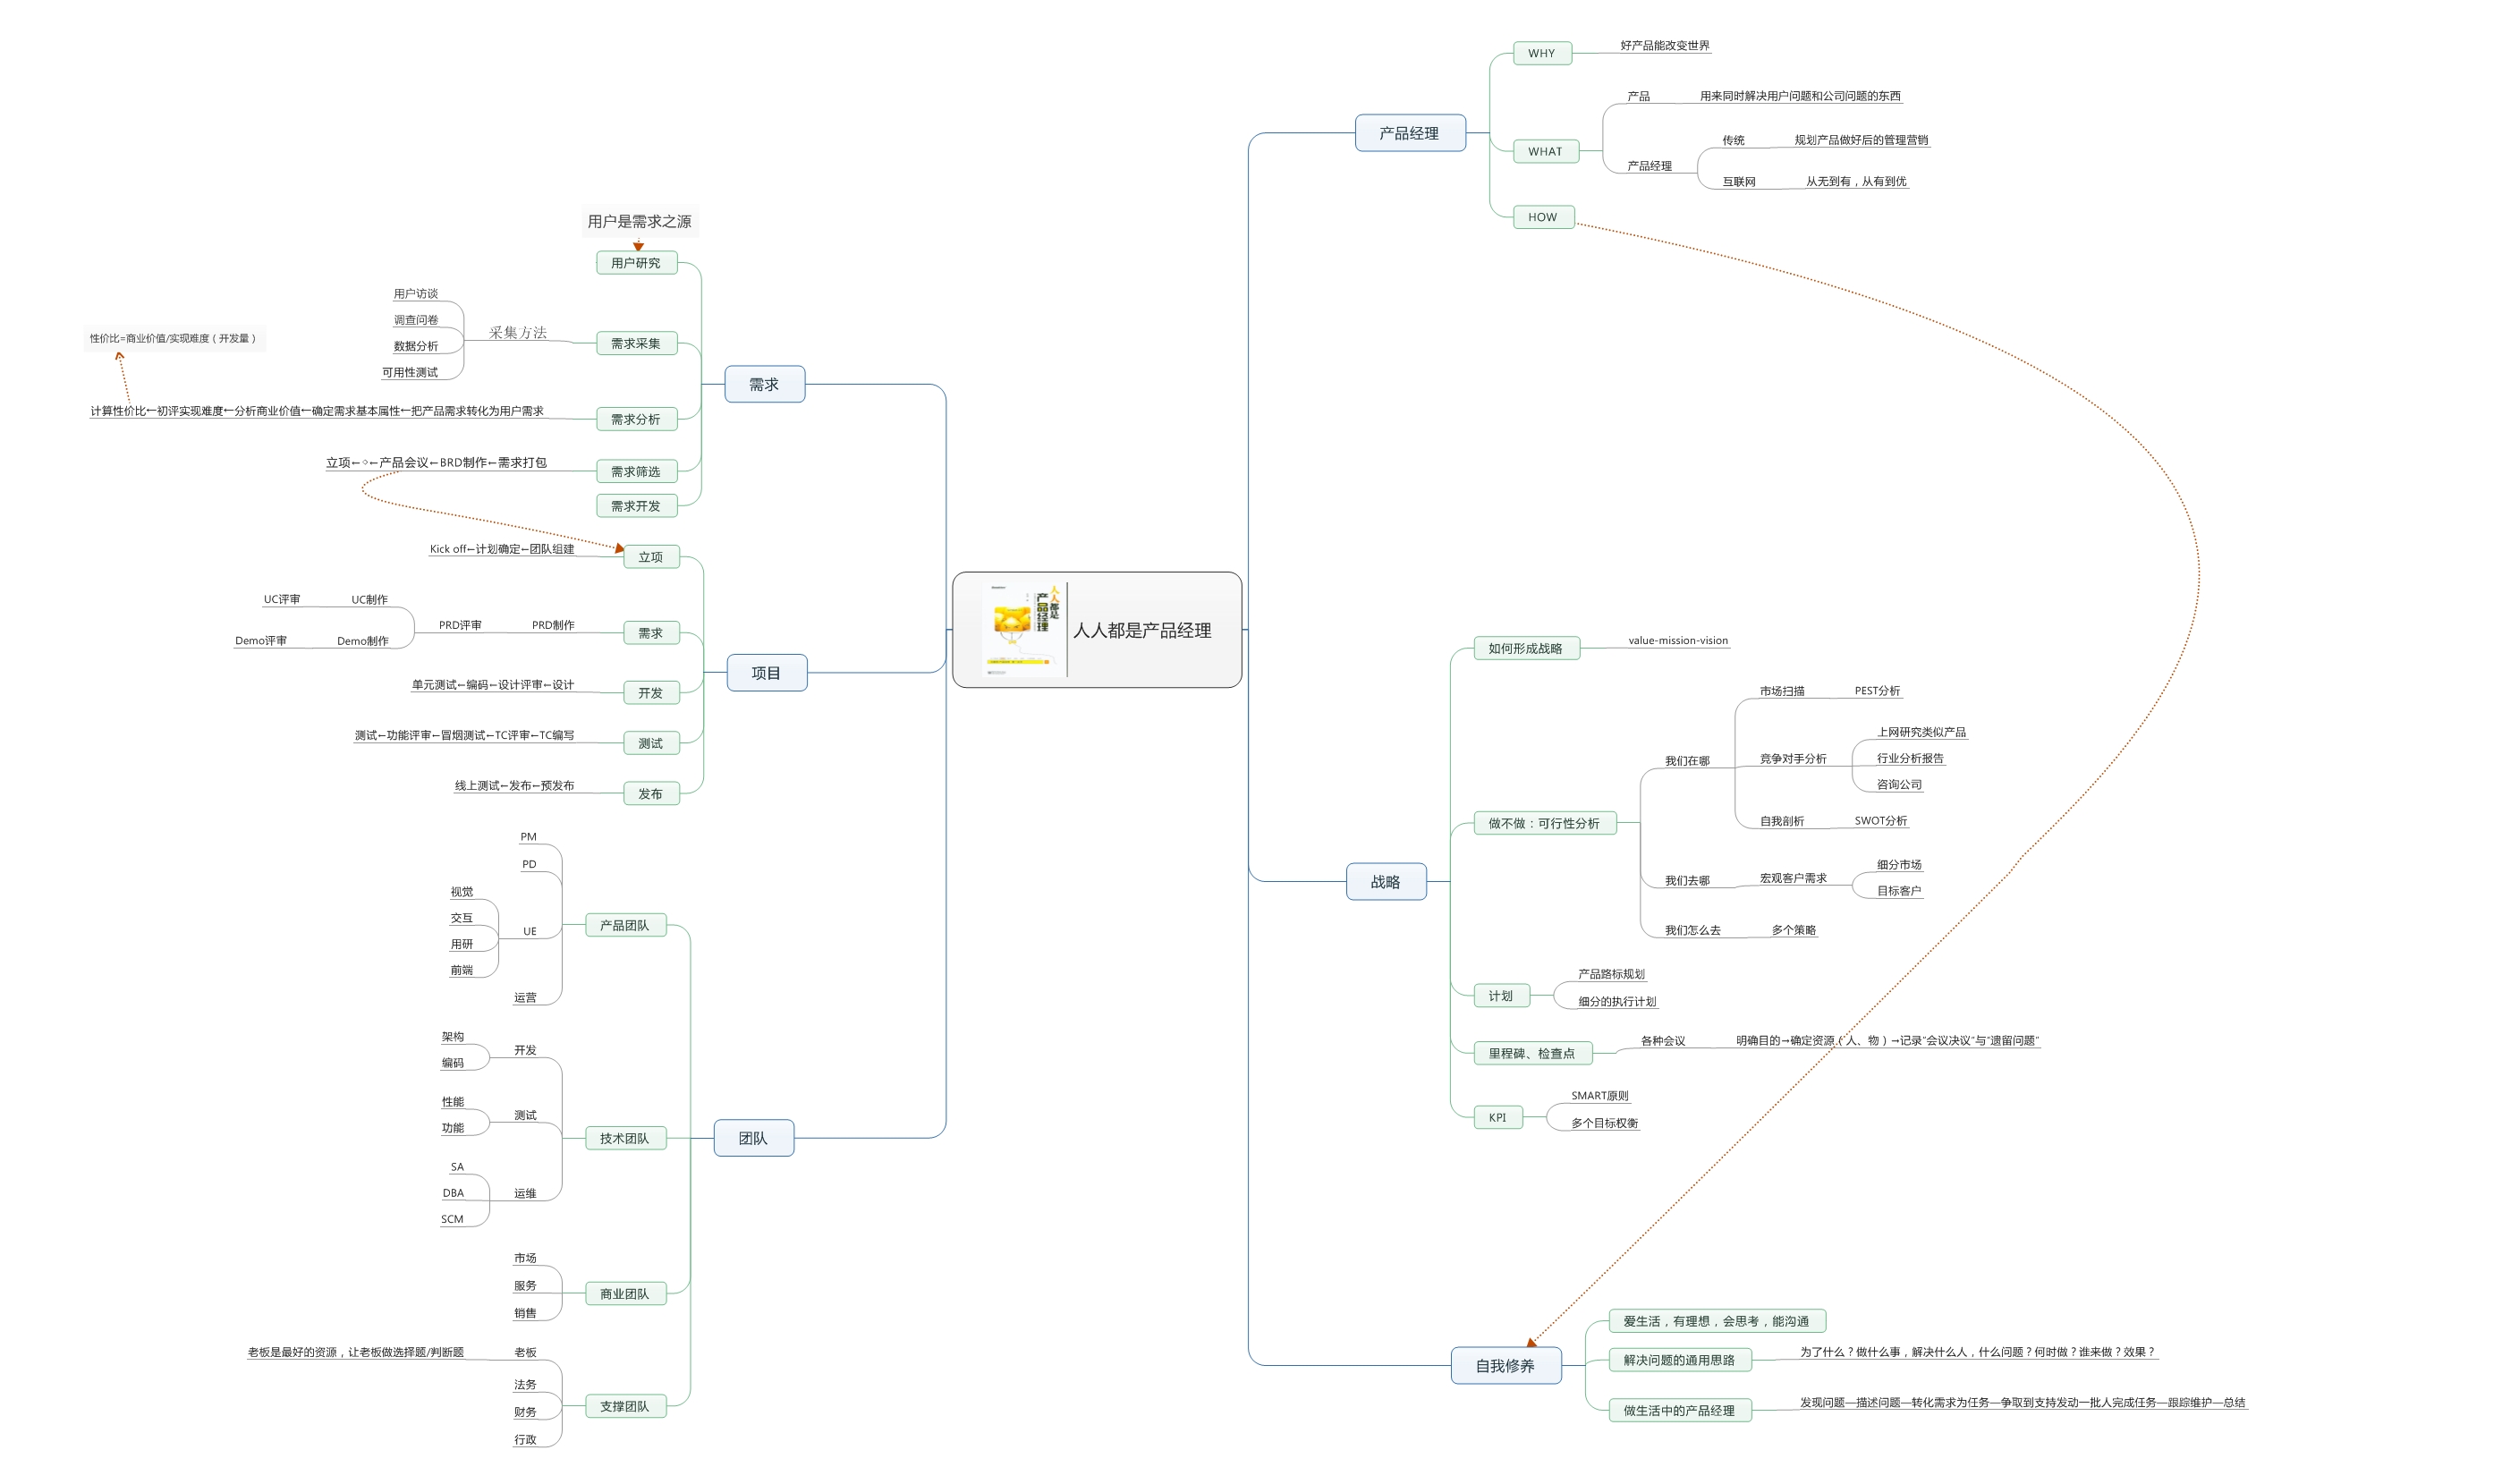 人人都是产品经理
人人都是
产品经理
产品经理
WHY
好产品能改变世界
WHAT
产品
用来同时解决用户问题和公司问题的东西
产品经理
传统
规划产品做好后的管理营销
互联网
从无到有，从有到优
HOW
战略
如何形成战略
value-mission-vision
做不做：可行性分析
我们在哪
市场扫描
PEST分析
竞争对手分析
上网研究类似产品
行业分析报告
咨询公司
自我剖析
SWOT分析
我们去哪
宏观客户需求
细分市场
目标客户
我们怎么去
多个策略
计划
产品路标规划
细分的执行计划
里程碑、检查点
各种会议
明确目的→确定资源（人、物）→记录“会议决议”与“遗留问题”
KPI
SMART原则
多个目标权衡
自我修养
爱生活，有理想，会思考，能沟通
解决问题的通用思路
为了什么？做什么事，解决什么人，什么问题？何时做？谁来做？效果？
做生活中的产品经理
发现问题—描述问题—转化需求为任务—争取到支持发动一批人完成任务—跟踪维护—总结
需求
用户是需求之源
用户研究
需求采集
采集方法
用户访谈
调查问卷
数据分析
可用性测试
需求分析
计算性价比←初评实现难度←分析商业价值←确定需求基本属性←把产品需求转化为用户需求
性价比=商业价值/实现难度（开发量）
需求筛选
立项←◇←产品会议←BRD制作←需求打包
需求开发
项目
立项
Kick off←计划确定←团队组建
需求
PRD制作
PRD评审
UC制作
UC评审
Demo制作
Demo评审
开发
单元测试←编码←设计评审←设计
测试
测试←功能评审←冒烟测试←TC评审←TC编写
发布
线上测试←发布←预发布
团队
产品团队
PM
PD
UE
视觉
交互
用研
前端
运营
技术团队
开发
架构
编码
测试
性能
功能
运维
SA
DBA
SCM
商业团队
市场
服务
销售
支撑团队
老板
老板是最好的资源，让老板做选择题/判断题
法务
财务
行政